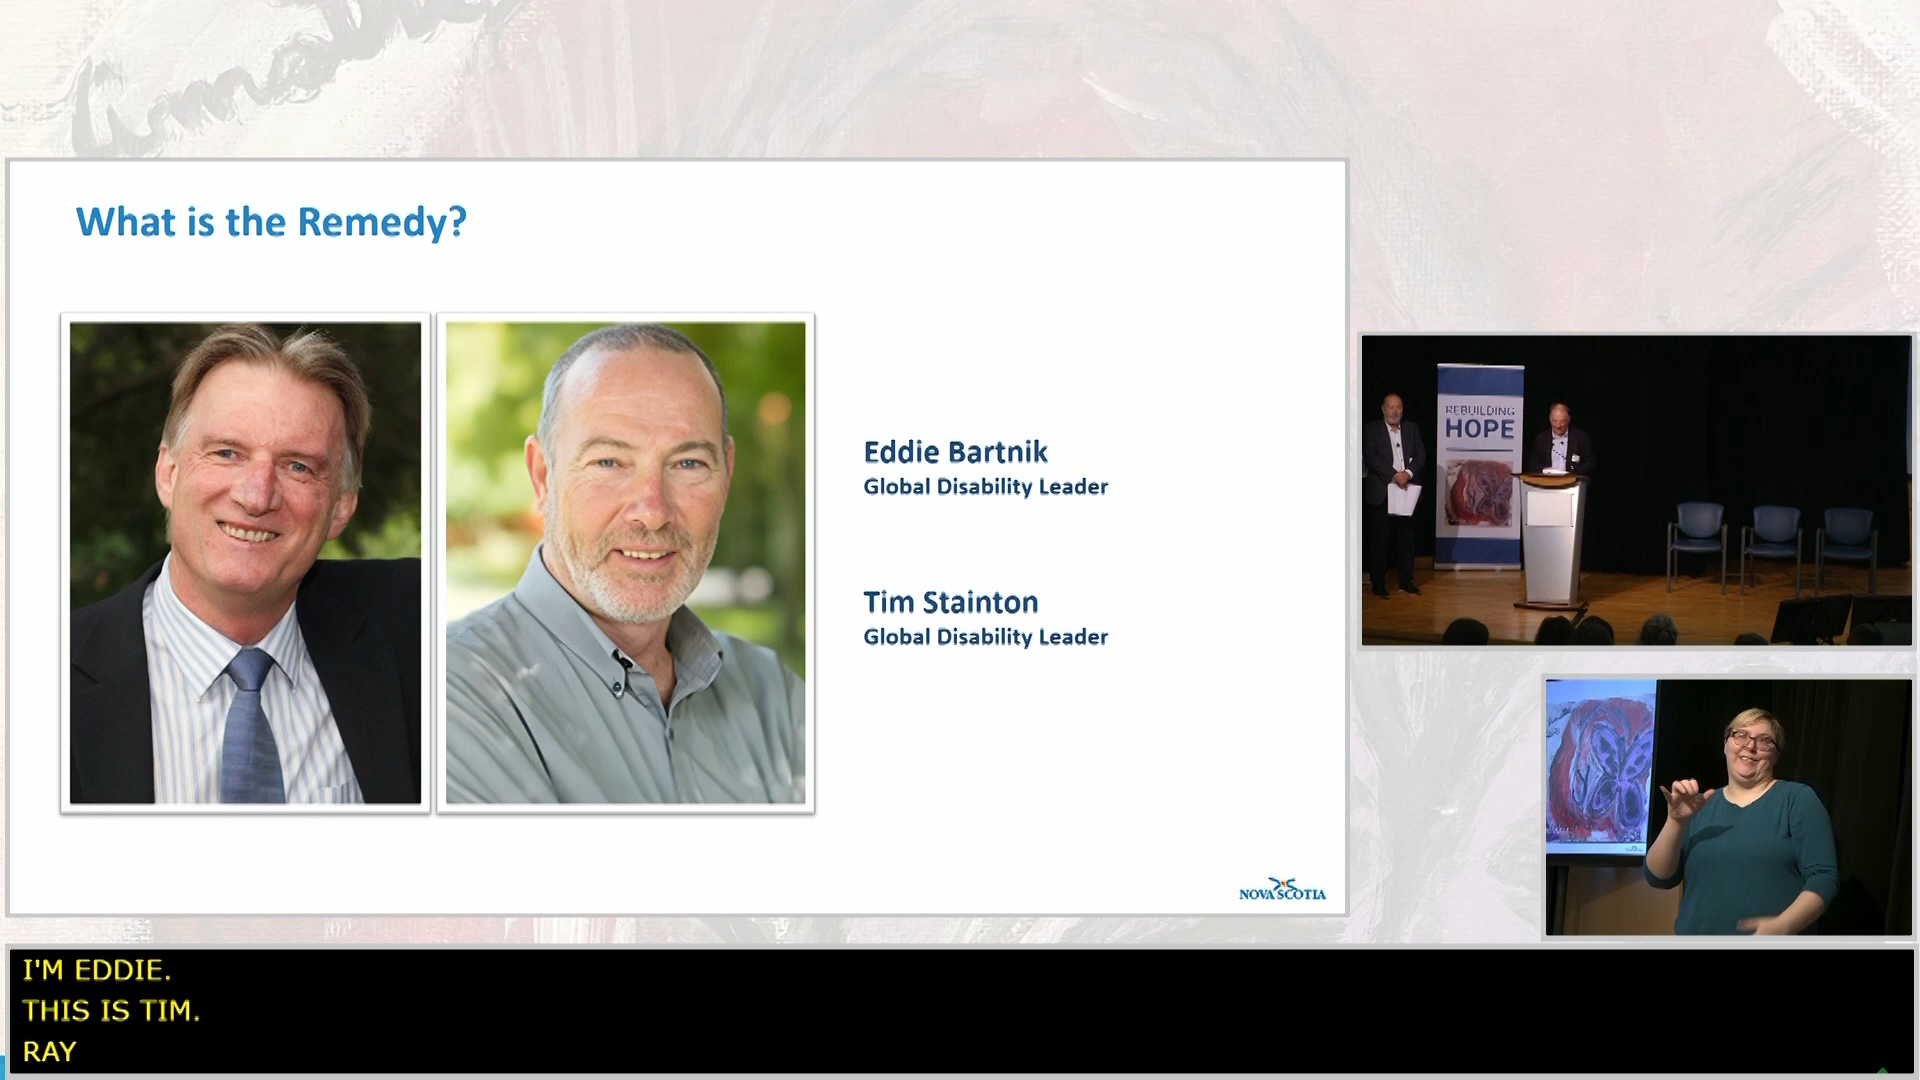 What is the Remedy?
Eddie Bartnik
Global Disability Leader
Tim Stainton
Global Disability Leader
NOVA SCOTIA
REBUILDING
HOPE
I'M EDDIE.
THIS IS TIM.
RAY